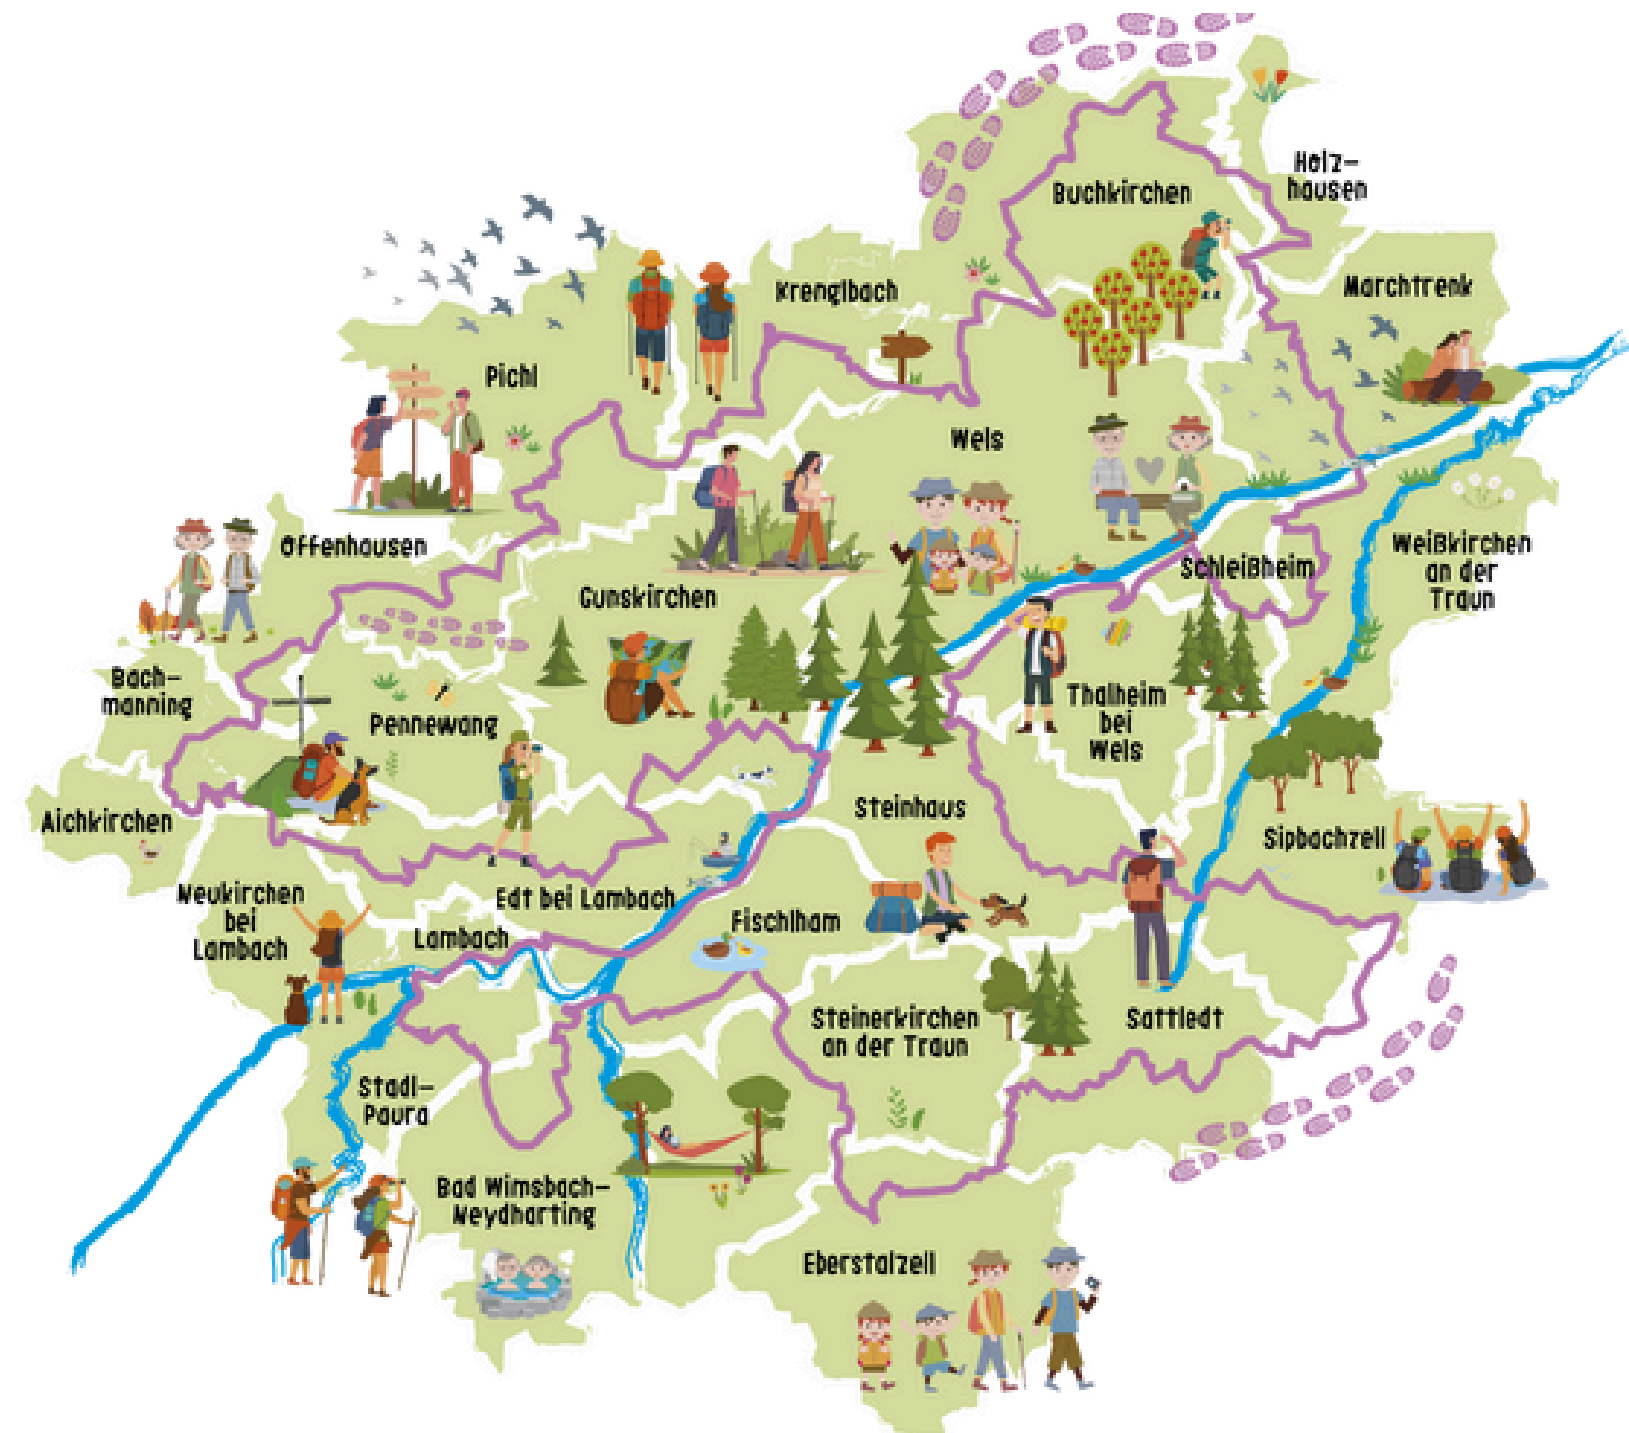 Holz-
hausen
Buchkirchen
Marchtrenk
Krenglbach
Pichl
Wels
Offenhausen
Weißkirchen
an der
Traun
Schleißheim
Gunskirchen
Bach-
manning
Pennewang
Thalheim
bei
Wels
Aichkirchen
Steinhaus
Sipbachzell
Neukirchen
bei
Lambach
Edt bei Lambach
Lambach
Fischlham
Steinerkirchen
an der Traun
Sattledt
Stadl-
Paura
Bad Wimsbach-
Neydharting
Eberstalzell